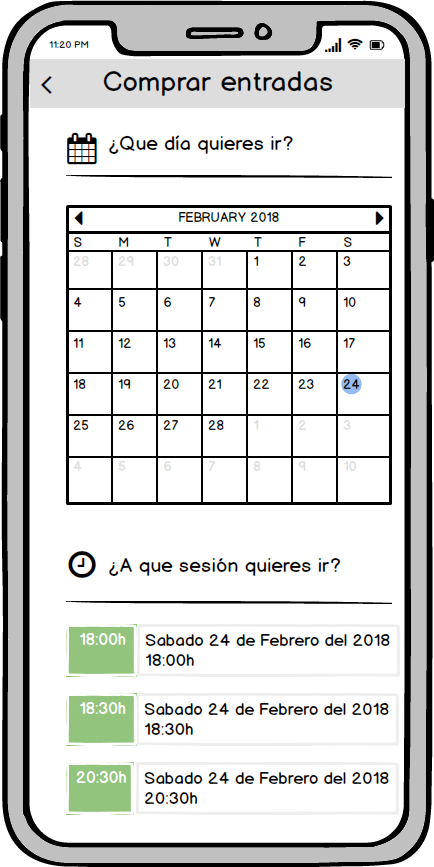 11:20 PM
Comprar entradas
¿Que día quieres ir?
FEBRUARY 2018
S M T W T F S
28 29 30 31 1 2 3
4 5 6 7 8 9 10
11 12 13 14 15 16 17
18 19 20 21 22 23 24
25 26 27 28 1 2 3
4 5 6 7 8 9 10
¿A que sesión quieres ir?
18:00h
Sabado 24 de Febrero del 2018
18:00h
18:30h
Sabado 24 de Febrero del 2018
18:30h
20:30h
Sabado 24 de Febrero del 2018
20:30h